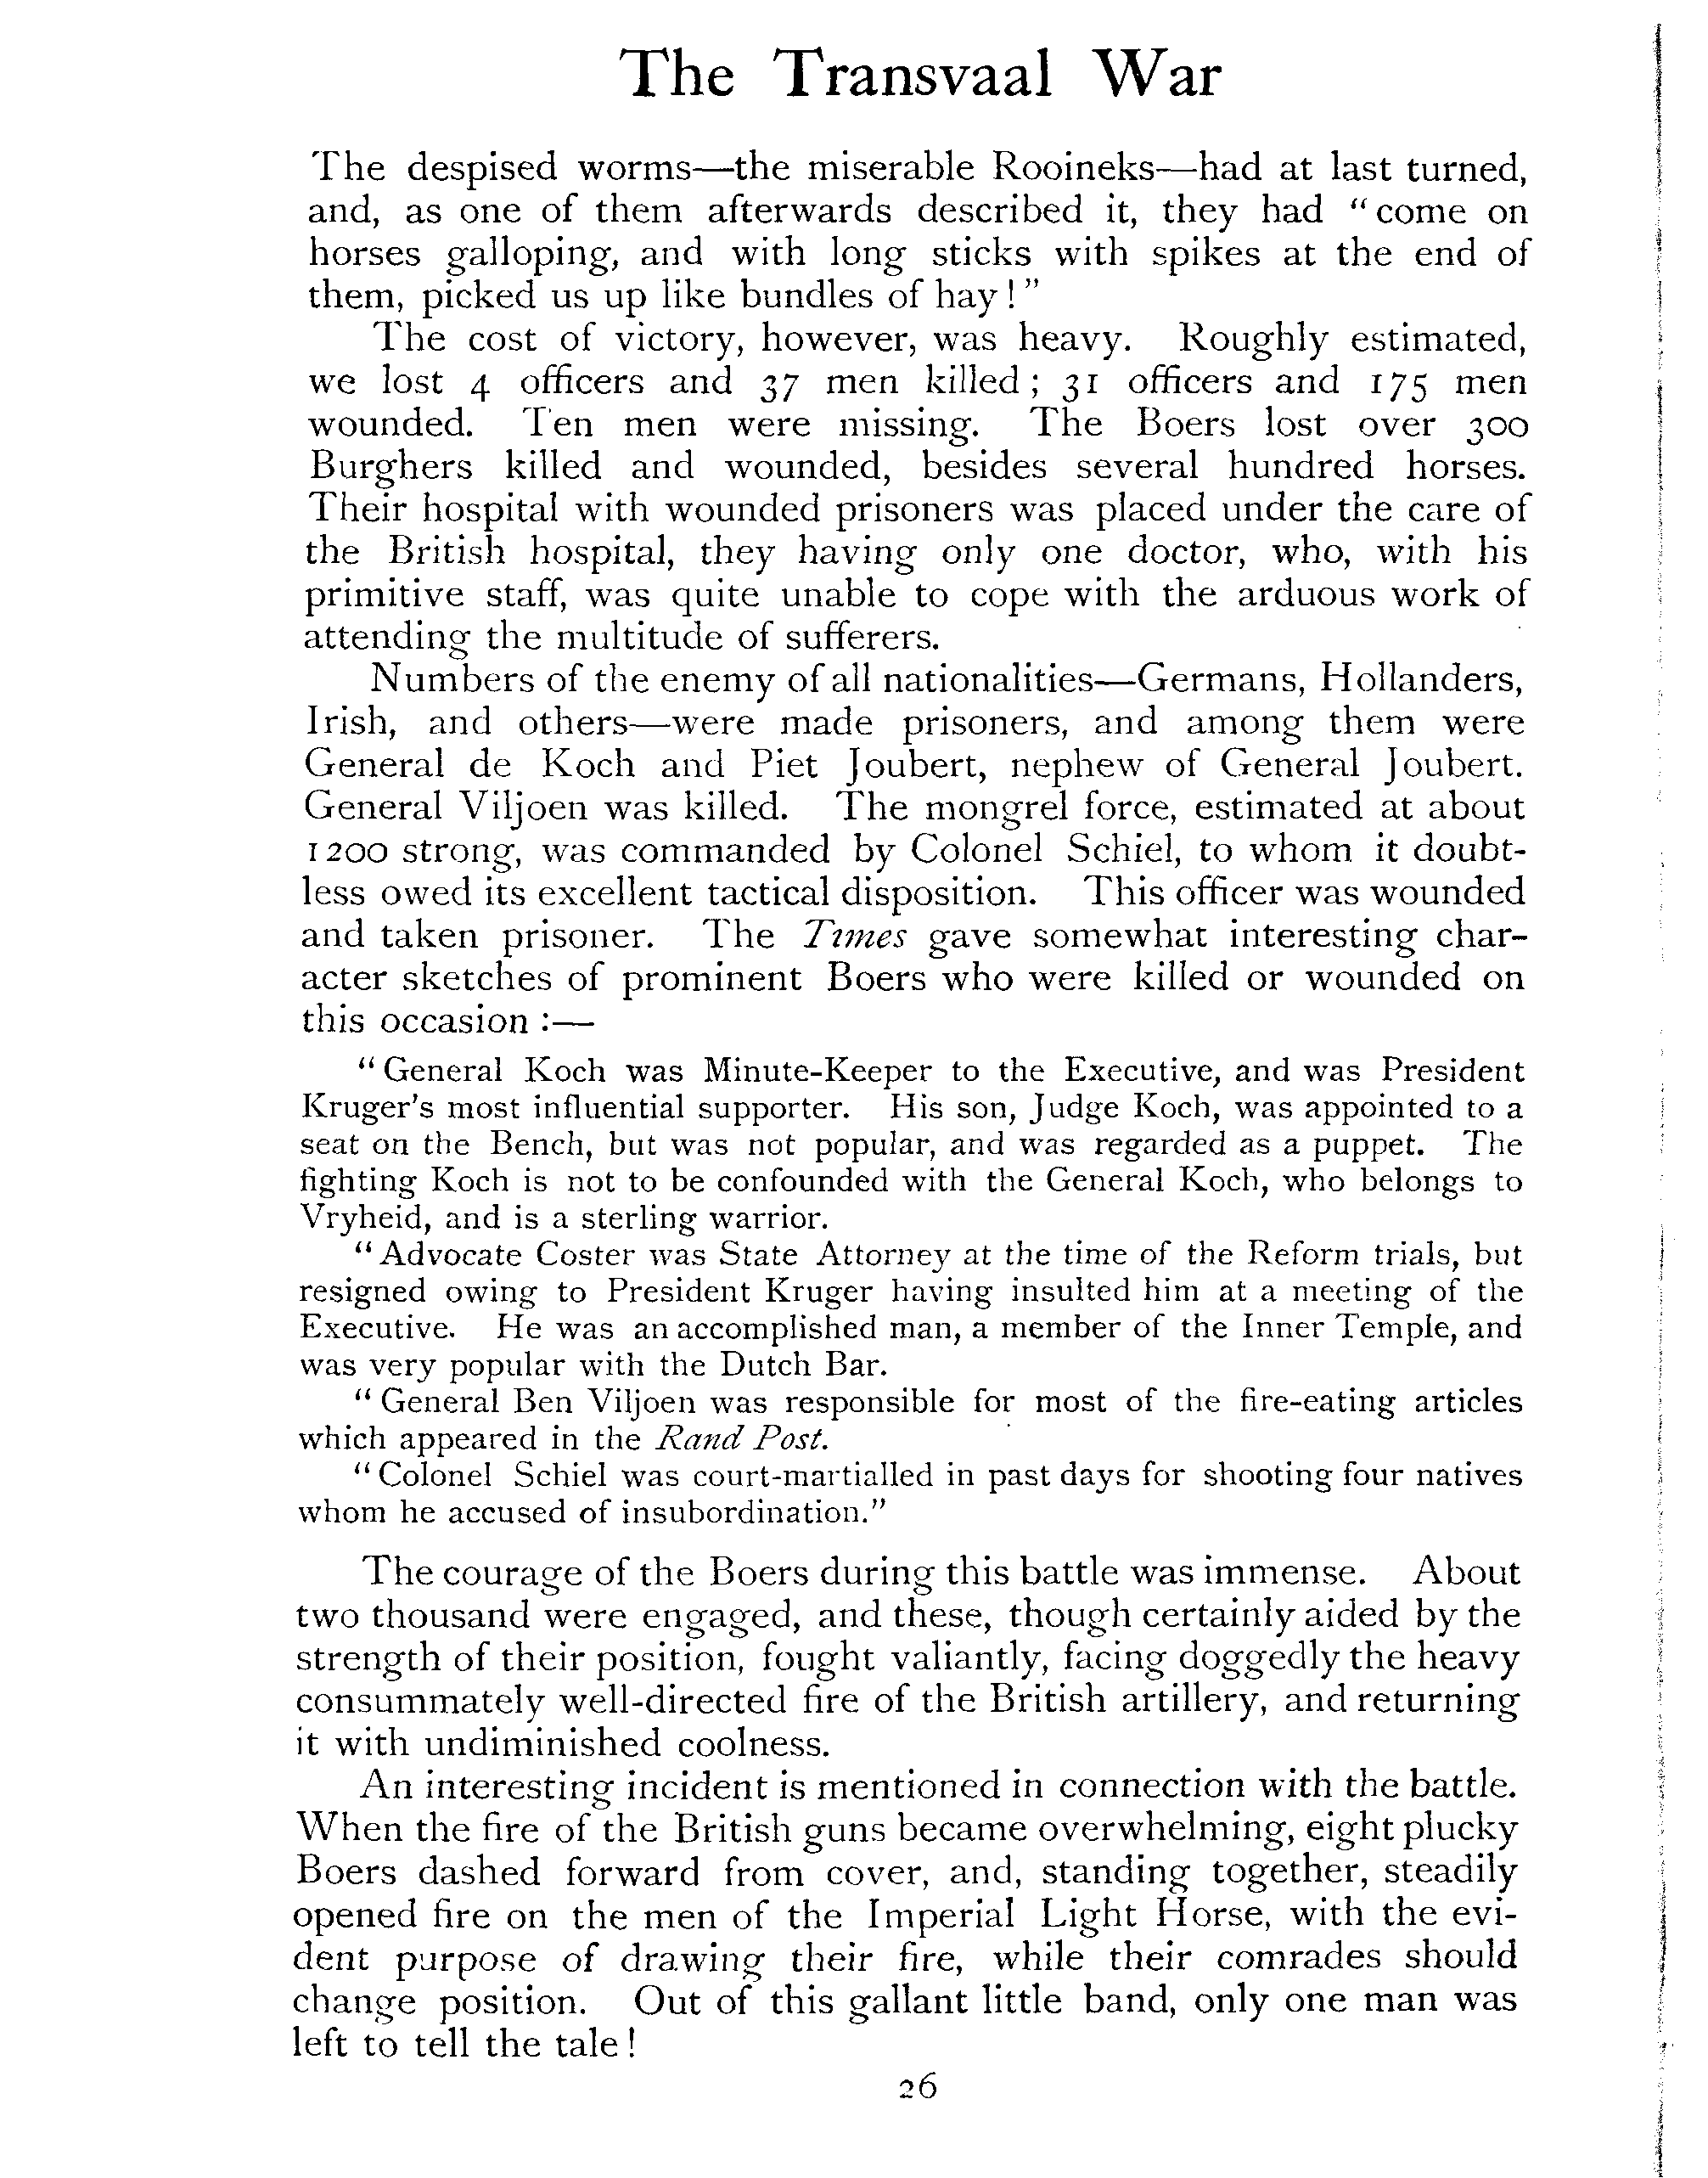 The Transvaal War
The despised worms—the miserable Rooineks—had at last turned,
and, as one of them afterwards described it, they had "come on
horses galloping, and with long sticks with spikes at the end of
them, picked us up like bundles of hay!"
The cost of victory, however, was heavy. Roughly estimated,
we lost 4 officers and 37 men killed; 31 officers and 175 men
wounded. Ten men were missing. The Boers lost over 300
Burghers killed and wounded, besides several hundred horses.
Their hospital with wounded prisoners was placed under the care of
the British hospital, they having only one doctor, who, with his
primitive staff, was quite unable to cope with the arduous work of
attending the multitude of sufferers.
Numbers of the enemy of all nationalities—Germans, Hollanders,
Irish, and others—were made prisoners, and among them were
General de Koch and Piet Joubert, nephew of General Joubert.
General Viljoen was killed. The mongrel force, estimated at about
1200 strong, was commanded by Colonel Schiel, to whom it doubt-
less owed its excellent tactical disposition. This officer was wounded
and taken prisoner. The Times gave somewhat interesting char-
acter sketches of prominent Boers who were killed or wounded on
this occasion:—
"General Koch was Minute-Keeper to the Executive, and was President
Kruger's most influential supporter. His son, Judge Koch, was appointed to a
seat on the Bench, but was not popular, and was regarded as a puppet. The
fighting Koch is not to be confounded with the General Koch, who belongs to
Vryheid, and is a sterling warrior.
"Advocate Coster was State Attorney at the time of the Reform trials, but
resigned owing to President Kruger having insulted him at a meeting of the
Executive. He was an accomplished man, a member of the Inner Temple, and
was very popular with the Dutch Bar.
"General Ben Viljoen was responsible for most of the fire-eating articles
which appeared in the Rand Post.
"Colonel Schiel was court-martialled in past days for shooting four natives
whom he accused of insubordination."
The courage of the Boers during this battle was immense. About
two thousand were engaged, and these, though certainly aided by the
strength of their position, fought valiantly, facing doggedly the heavy
consummately well-directed fire of the British artillery, and returning
it with undiminished coolness.
An interesting incident is mentioned in connection with the battle.
When the fire of the British guns became overwhelming, eight plucky
Boers dashed forward from cover, and, standing together, steadily
opened fire on the men of the Imperial Light Horse, with the evi-
dent purpose of drawing their fire, while their comrades should
change position. Out of this gallant little band, only one man was
left to tell the tale!
26